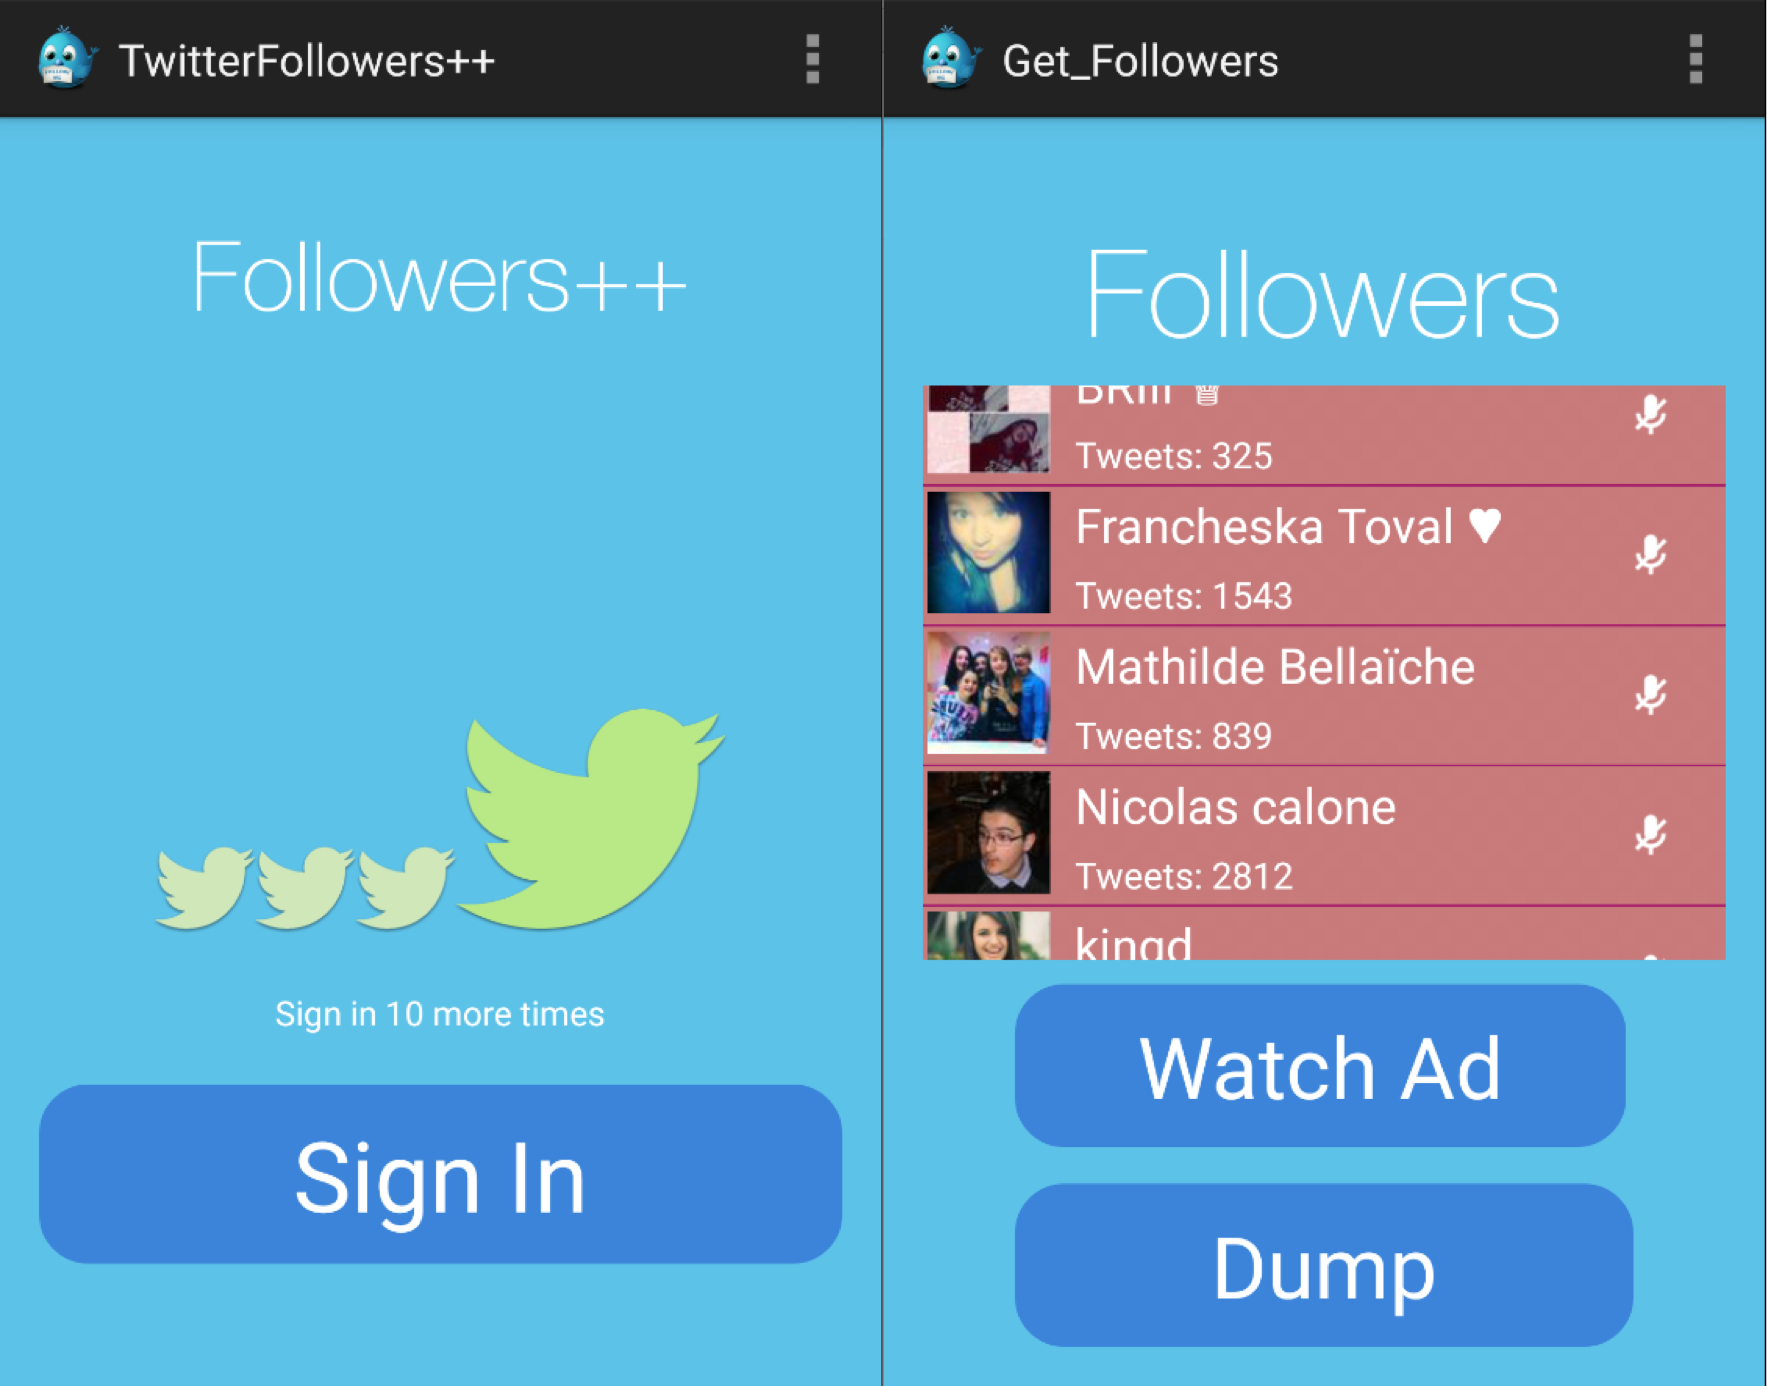 TwitterFollowers++
Followers++
Sign in 10 more times
Sign In
Get_Followers
Followers
BRIII
Tweets: 325
Francheska Toval ♥
Tweets: 1543
Mathilde Bellaïche
Tweets: 839
Nicolas calone
Tweets: 2812
kingd
Watch Ad
Dump